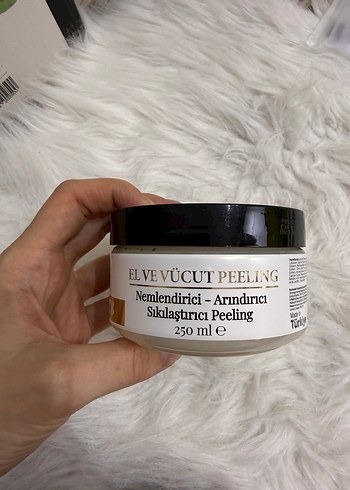 EL VE VÜCUT PEELING
Nemlendirici – Arındırıcı
Sıkılaştırıcı Peeling
250 ml ℮
Made in
Türkiye